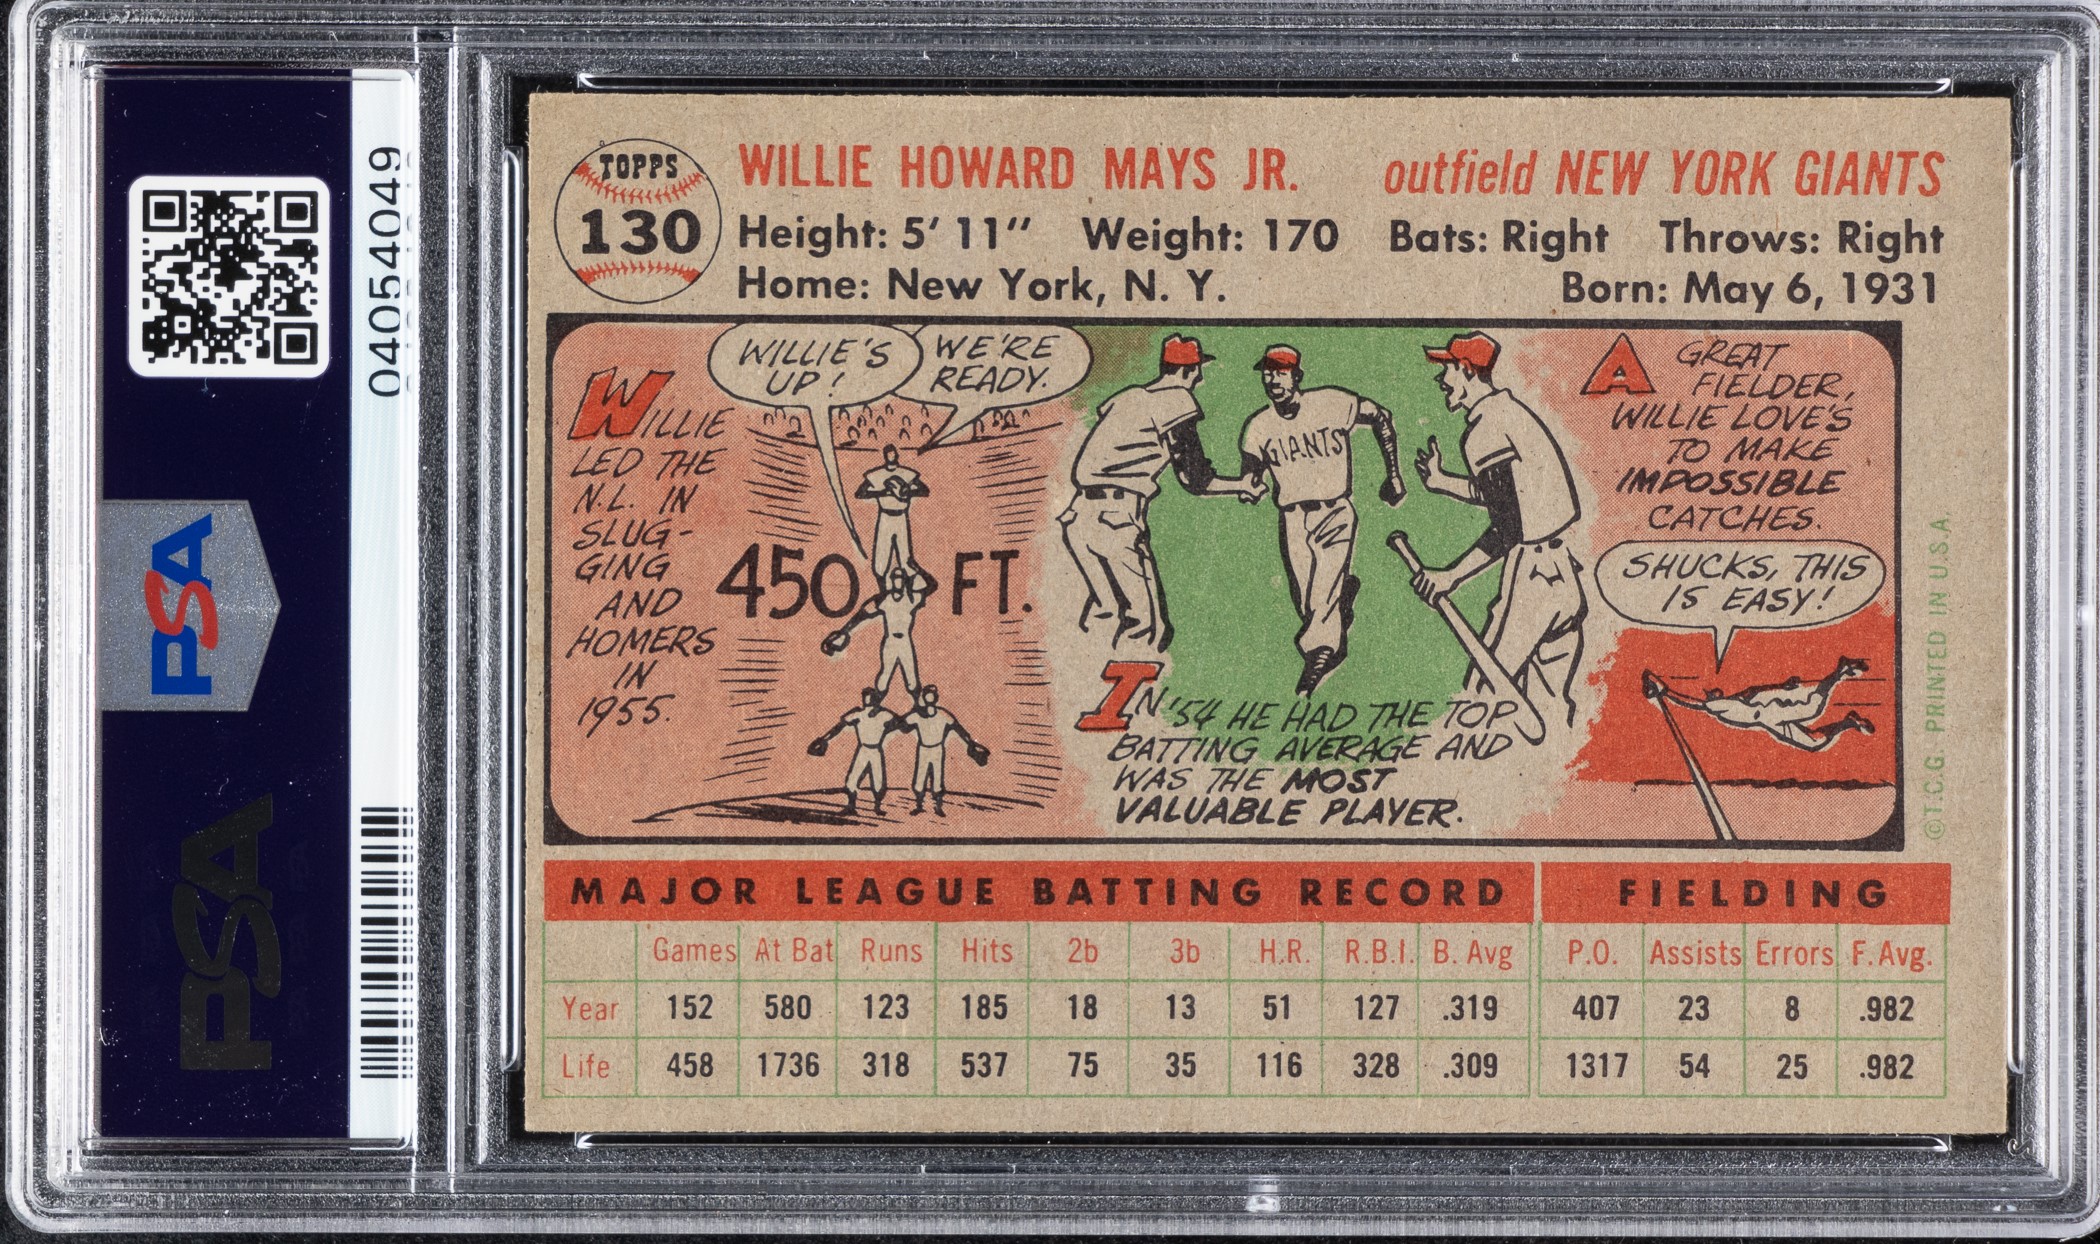 04054049
PSA
PSA
TOPPS
130
WILLIE HOWARD MAYS JR. outfield NEW YORK GIANTS
Height: 5' 11" Weight: 170 Bats: Right Throws: Right
Home: New York, N. Y. Born: May 6, 1931
WILLIE
LED THE
N.L. IN
SLUG-
GING
AND
HOMERS
IN
1955.
WILLIE'S
UP!
WE'RE
READY.
450 FT.
GIANTS
IN '54 HE HAD THE TOP
BATTING AVERAGE AND
WAS THE MOST
VALUABLE PLAYER.
A GREAT
FIELDER,
WILLIE LOVE'S
TO MAKE
IMPOSSIBLE
CATCHES.
SHUCKS, THIS
IS EASY!
©T.C.G. PRINTED IN U.S.A.
MAJOR LEAGUE BATTING RECORD FIELDING
Games At Bat Runs Hits 2b 3b H.R. R.B.I. B. Avg P.O. Assists Errors F. Avg.
Year 152 580 123 185 18 13 51 127 .319 407 23 8 .982
Life 458 1736 318 537 75 35 116 328 .309 1317 54 25 .982